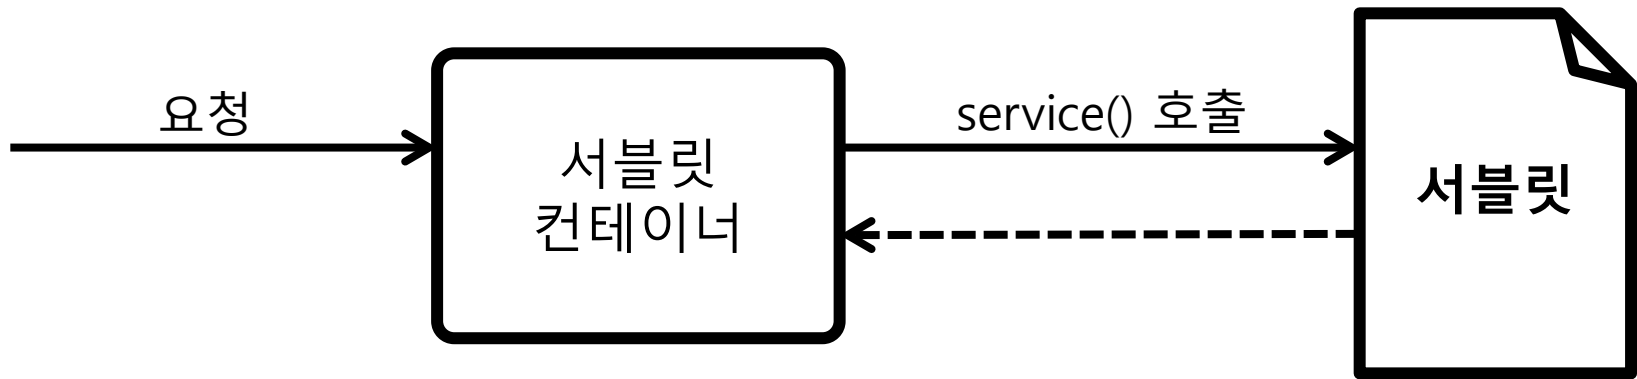 요청
서블릿
컨테이너
service() 호출
서블릿